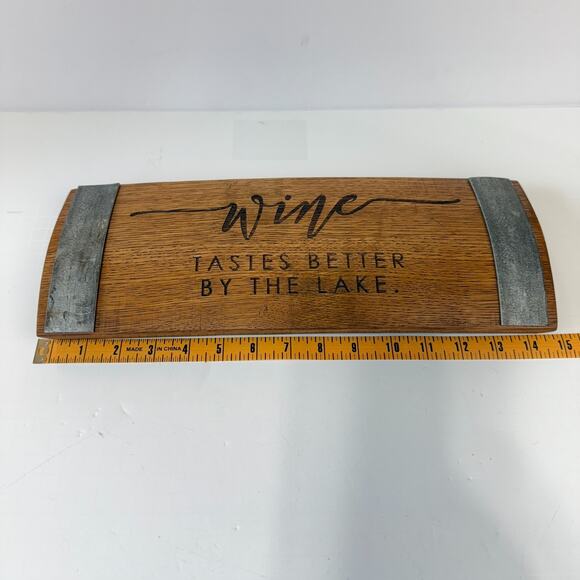 Wine
TASTES BETTER
BY THE LAKE.
1 2 MADE 3 IN CHINA 4 5 6 7 8 9 10 11 12 13 14 15